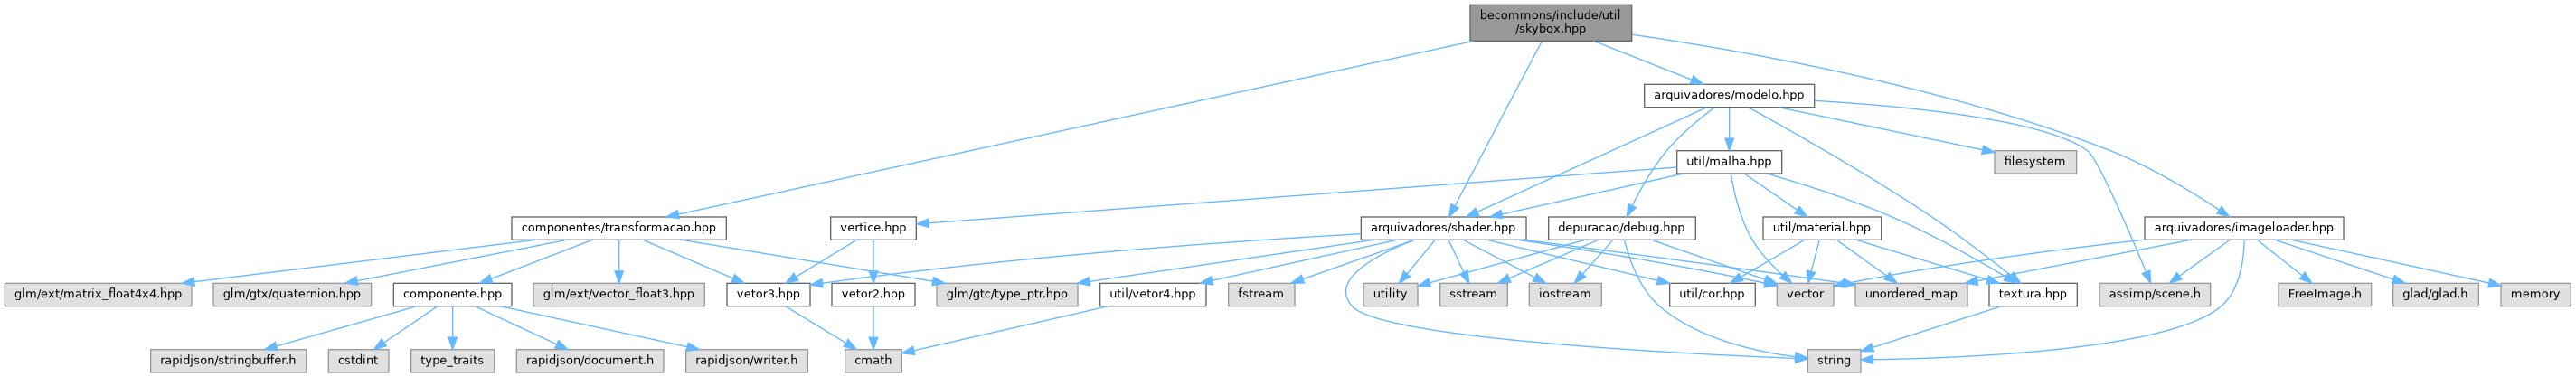 becommons/include/util
/skybox.hpp
arquivadores/modelo.hpp
util/malha.hpp
filesystem
componentes/transformacao.hpp
vertice.hpp
arquivadores/shader.hpp
depuracao/debug.hpp
util/material.hpp
arquivadores/imageloader.hpp
glm/ext/matrix_float4x4.hpp
glm/gtx/quaternion.hpp
componente.hpp
glm/ext/vector_float3.hpp
vetor3.hpp
vetor2.hpp
glm/gtc/type_ptr.hpp
util/vetor4.hpp
fstream
utility
sstream
iostream
util/cor.hpp
vector
unordered_map
textura.hpp
assimp/scene.h
FreeImage.h
glad/glad.h
memory
rapidjson/stringbuffer.h
cstdint
type_traits
rapidjson/document.h
rapidjson/writer.h
cmath
string